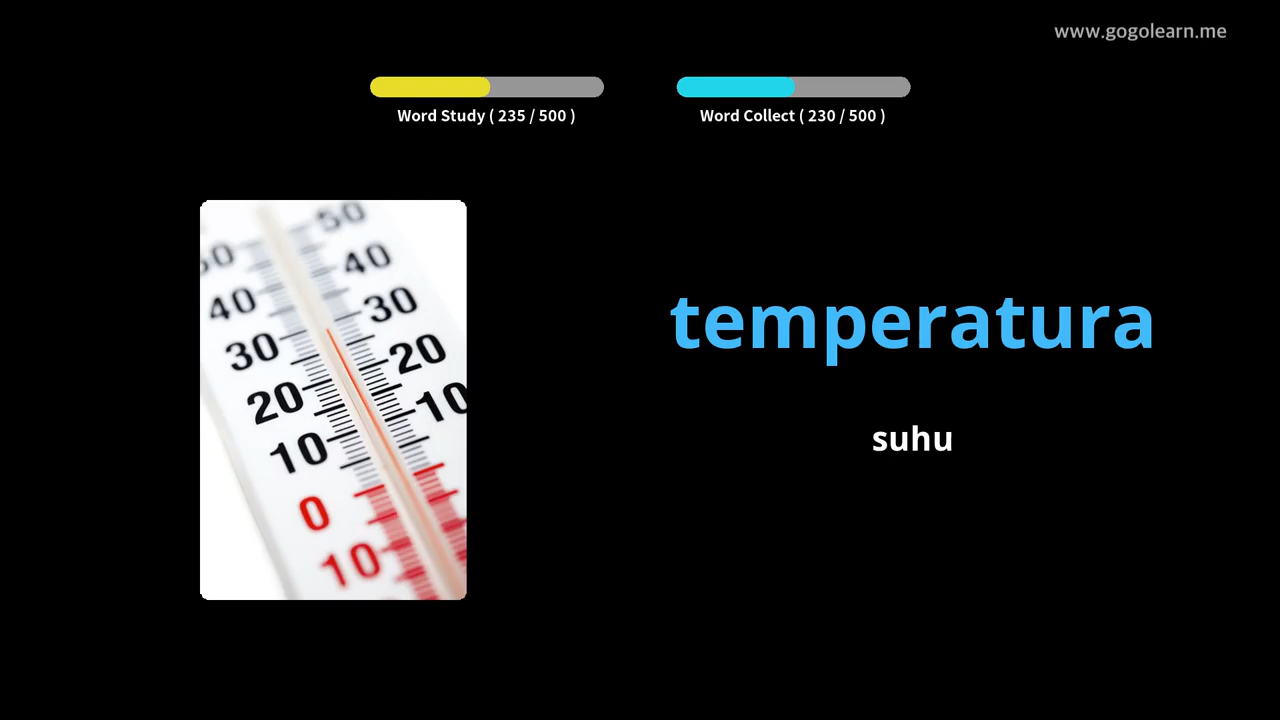 www.gogolearn.me
Word Study ( 235 / 500 )
Word Collect ( 230 / 500 )
50
40
40
30
30
20
20
10
10
0
10
temperatura
suhu